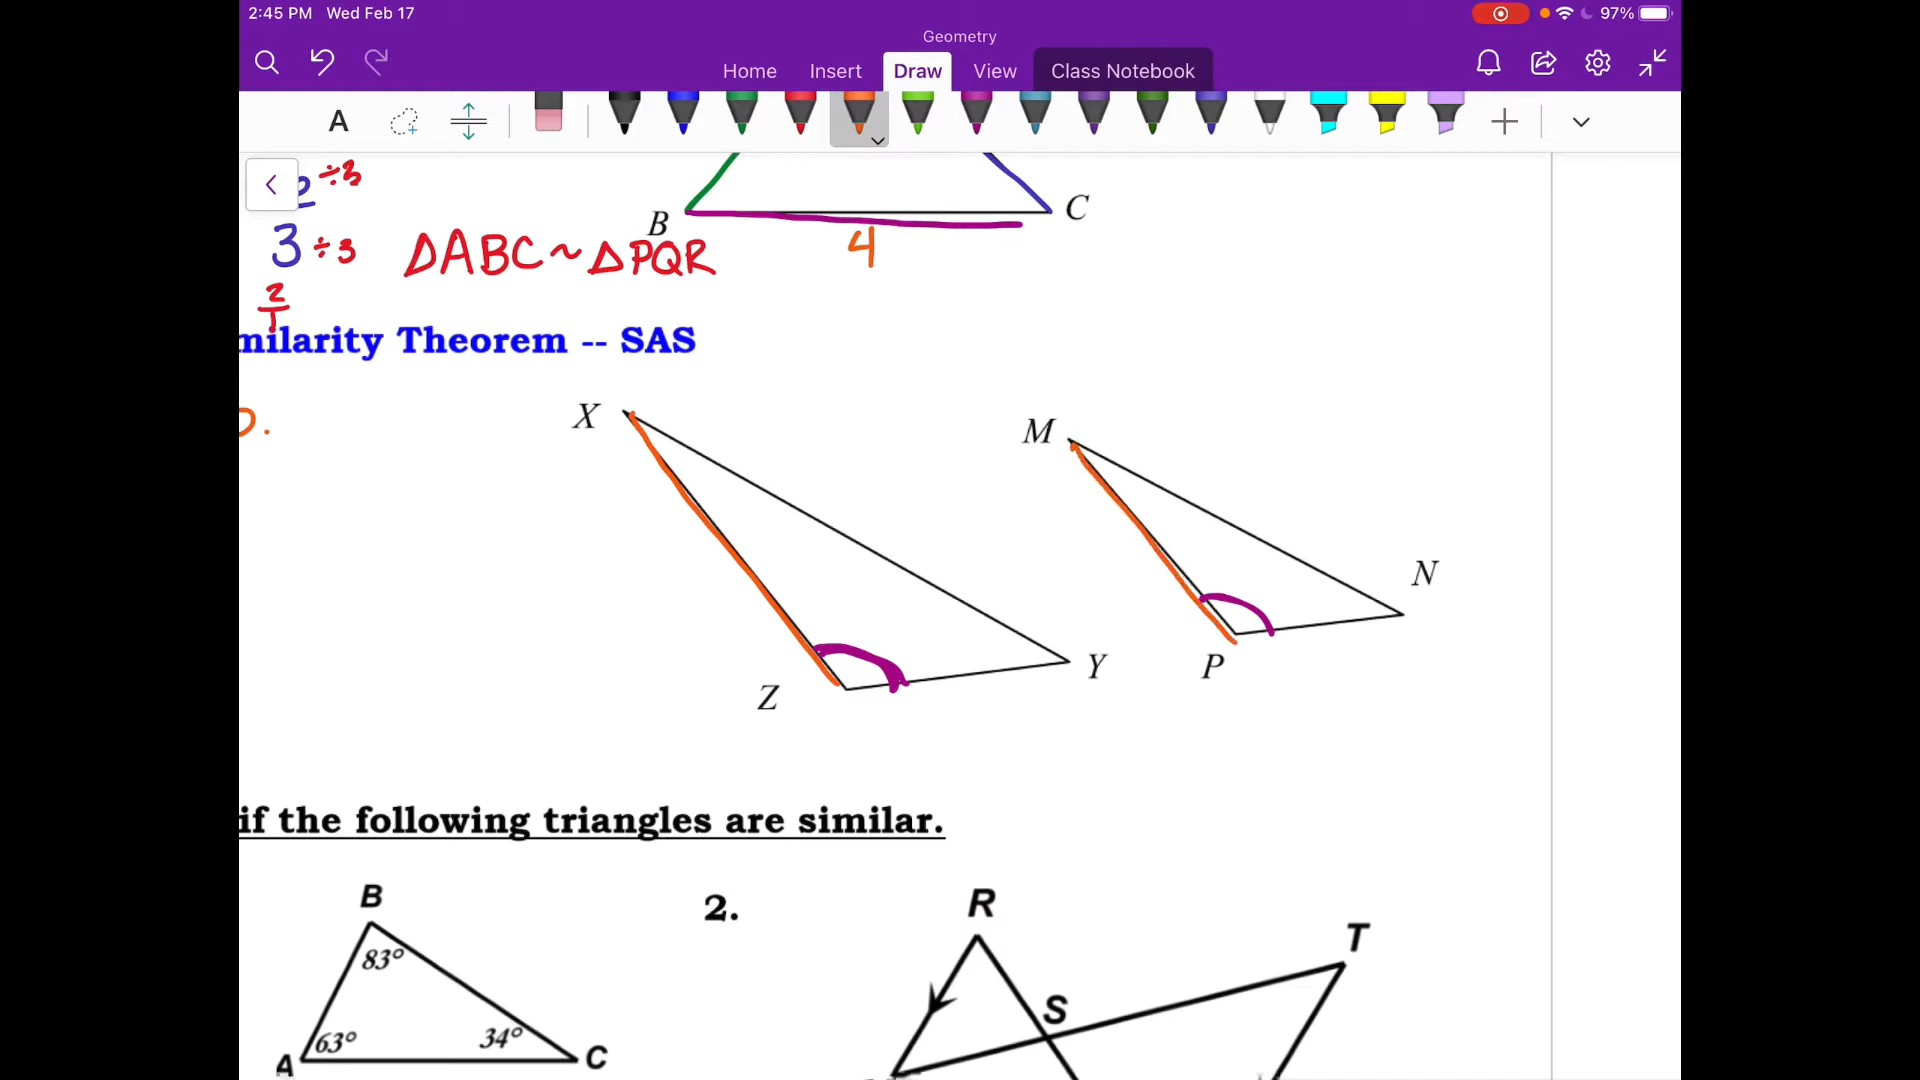 2:45 PM Wed Feb 17
97%
Geometry
Home Insert Draw View Class Notebook
A
÷3
B
C
4
3 ÷3
ΔABC ~ ΔPQR
2
1
milarity Theorem -- SAS
X
M
N
Z
Y
P
if the following triangles are similar.
B
83°
63°
34°
A
C
2.
R
T
S